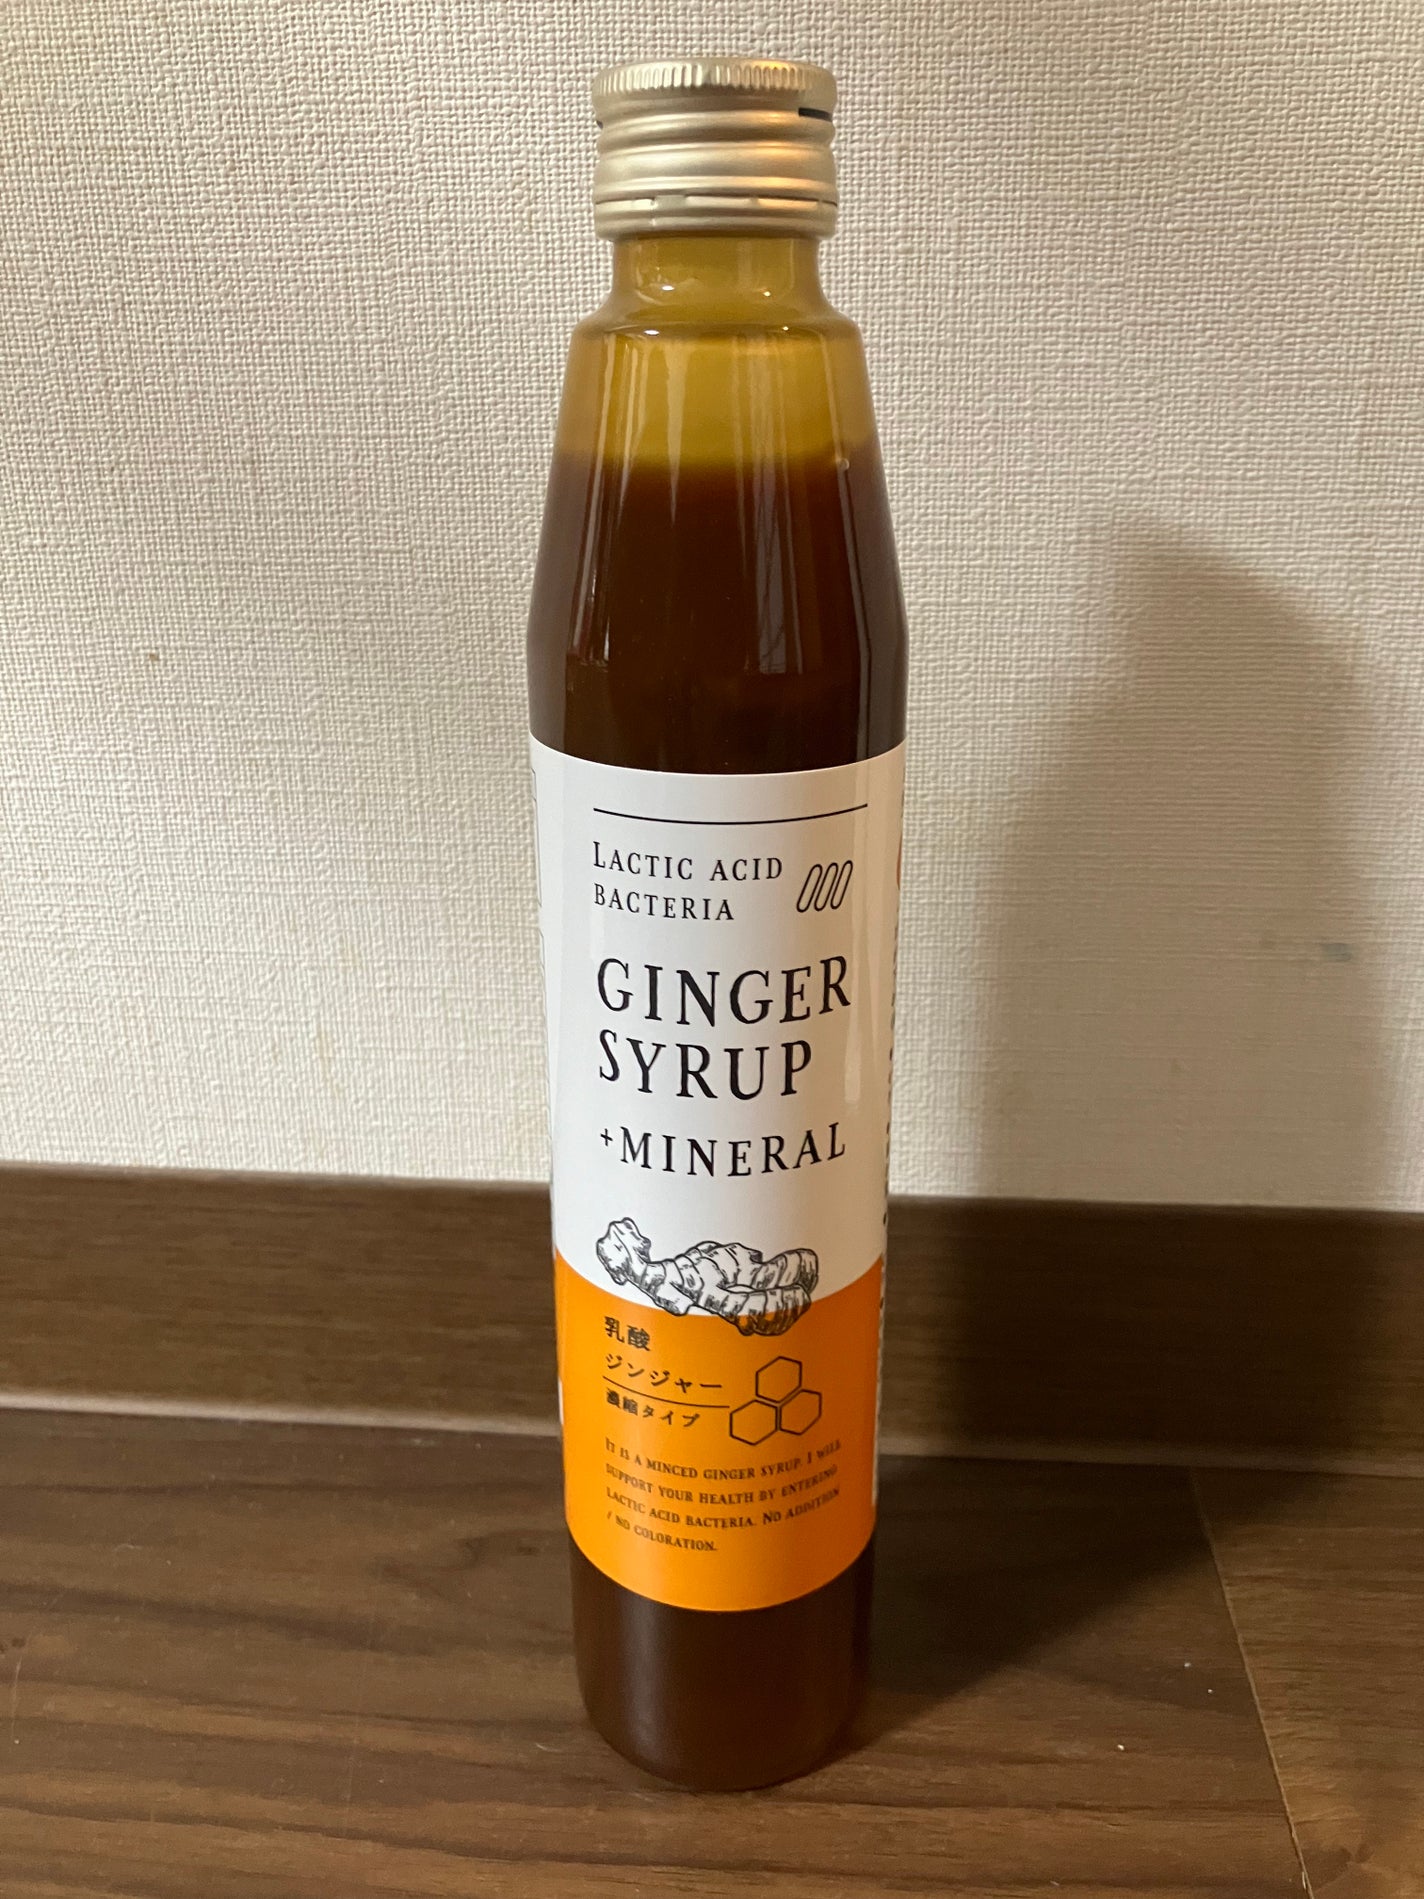 LACTIC ACID
BACTERIA
GINGER
SYRUP
+MINERAL
乳酸
ジンジャー
濃縮タイプ
IT IS A MINCED GINGER SYRUP. I WILL
SUPPORT YOUR HEALTH BY ENTERING
LACTIC ACID BACTERIA. NO ADDITION
/ NO COLORATION.